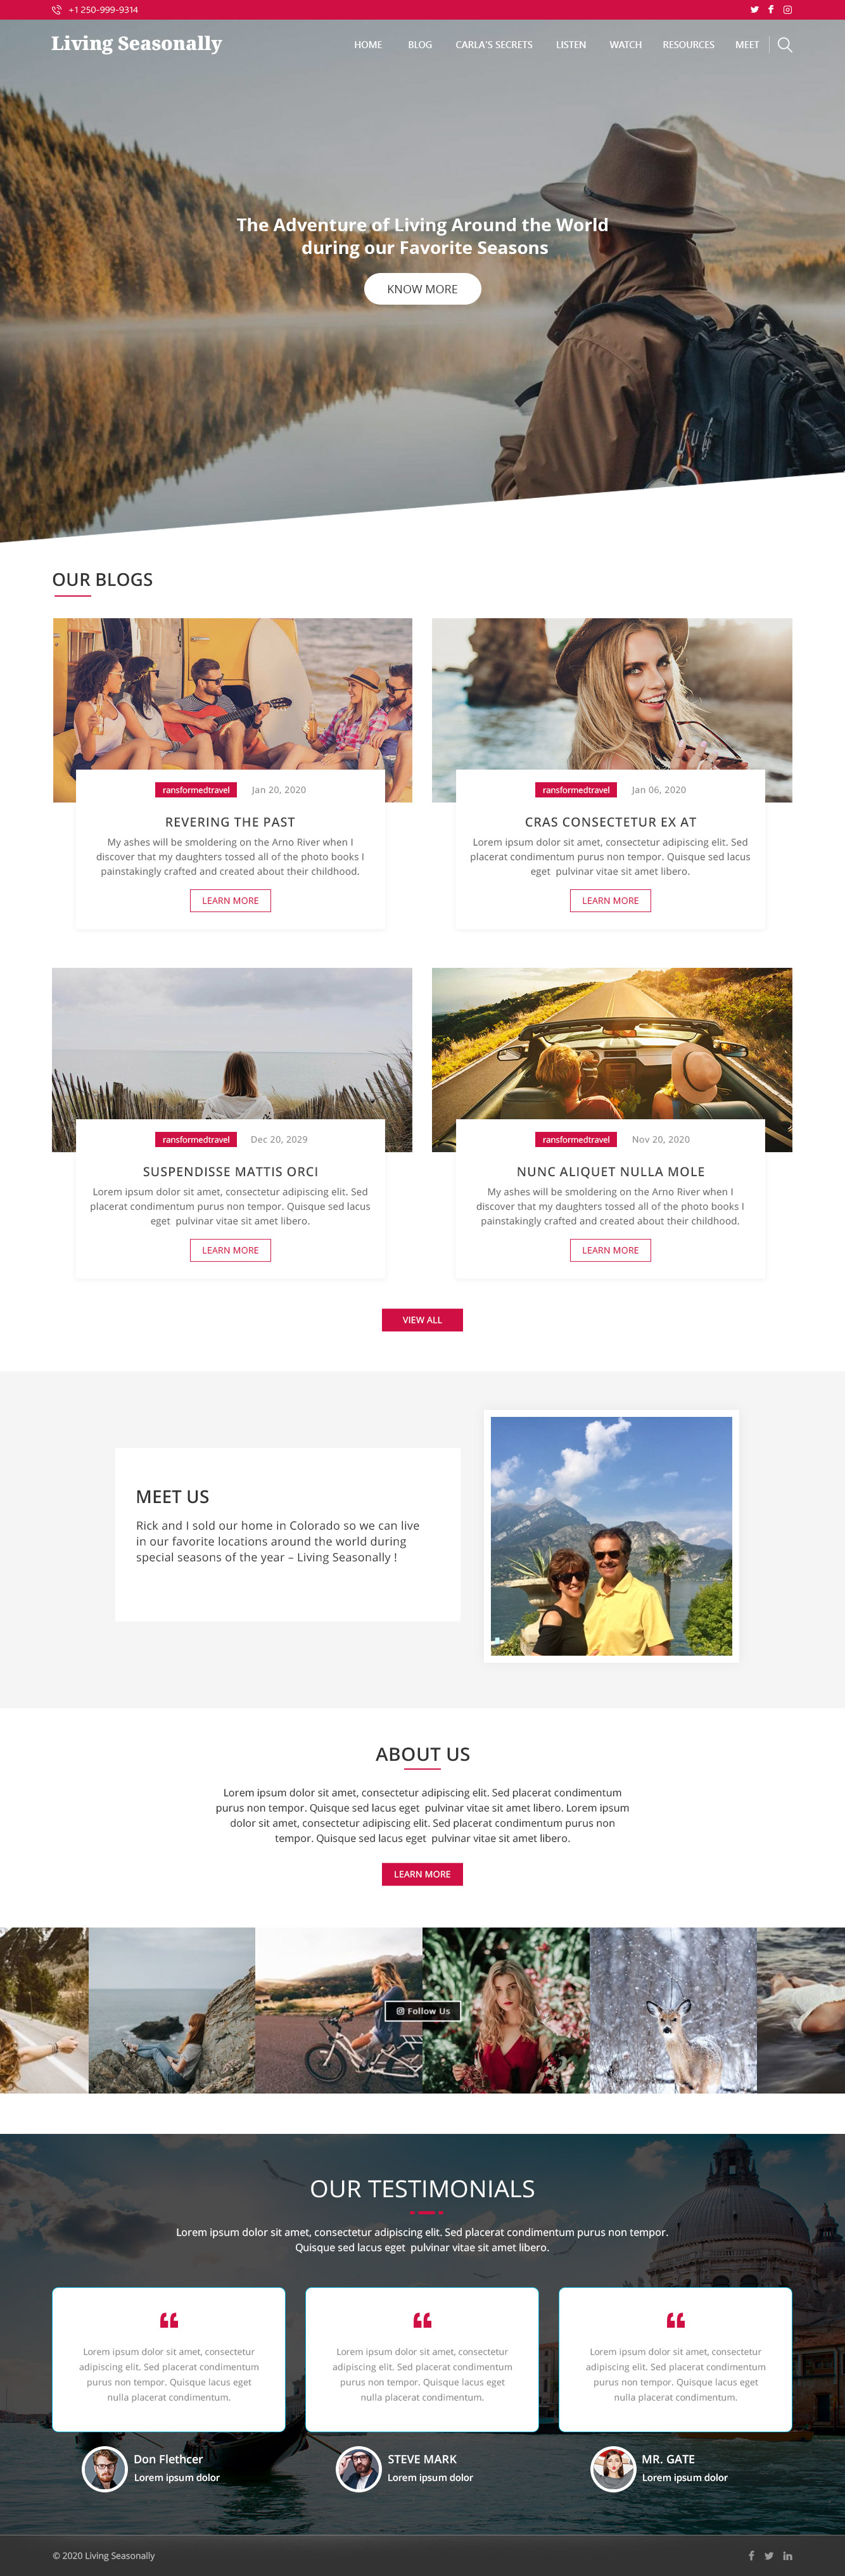 +1 250-999-9314
Living Seasonally
HOME BLOG CARLA'S SECRETS LISTEN WATCH RESOURCES MEET
The Adventure of Living Around the World
during our Favorite Seasons
KNOW MORE
OUR BLOGS
ransformedtravel Jan 20, 2020
REVERING THE PAST
My ashes will be smoldering on the Arno River when I
discover that my daughters tossed all of the photo books I
painstakingly crafted and created about their childhood.
LEARN MORE
ransformedtravel Jan 06, 2020
CRAS CONSECTETUR EX AT
Lorem ipsum dolor sit amet, consectetur adipiscing elit. Sed
placerat condimentum purus non tempor. Quisque sed lacus
eget pulvinar vitae sit amet libero.
LEARN MORE
ransformedtravel Dec 20, 2029
SUSPENDISSE MATTIS ORCI
Lorem ipsum dolor sit amet, consectetur adipiscing elit. Sed
placerat condimentum purus non tempor. Quisque sed lacus
eget pulvinar vitae sit amet libero.
LEARN MORE
ransformedtravel Nov 20, 2020
NUNC ALIQUET NULLA MOLE
My ashes will be smoldering on the Arno River when I
discover that my daughters tossed all of the photo books I
painstakingly crafted and created about their childhood.
LEARN MORE
VIEW ALL
MEET US
Rick and I sold our home in Colorado so we can live
in our favorite locations around the world during
special seasons of the year – Living Seasonally !
ABOUT US
Lorem ipsum dolor sit amet, consectetur adipiscing elit. Sed placerat condimentum
purus non tempor. Quisque sed lacus eget pulvinar vitae sit amet libero. Lorem ipsum
dolor sit amet, consectetur adipiscing elit. Sed placerat condimentum purus non
tempor. Quisque sed lacus eget pulvinar vitae sit amet libero.
LEARN MORE
Follow Us
OUR TESTIMONIALS
Lorem ipsum dolor sit amet, consectetur adipiscing elit. Sed placerat condimentum purus non tempor.
Quisque sed lacus eget pulvinar vitae sit amet libero.
Lorem ipsum dolor sit amet, consectetur
adipiscing elit. Sed placerat condimentum
purus non tempor. Quisque lacus eget
nulla placerat condimentum.
Don Flethcer
Lorem ipsum dolor
Lorem ipsum dolor sit amet, consectetur
adipiscing elit. Sed placerat condimentum
purus non tempor. Quisque lacus eget
nulla placerat condimentum.
STEVE MARK
Lorem ipsum dolor
Lorem ipsum dolor sit amet, consectetur
adipiscing elit. Sed placerat condimentum
purus non tempor. Quisque lacus eget
nulla placerat condimentum.
MR. GATE
Lorem ipsum dolor
© 2020 Living Seasonally